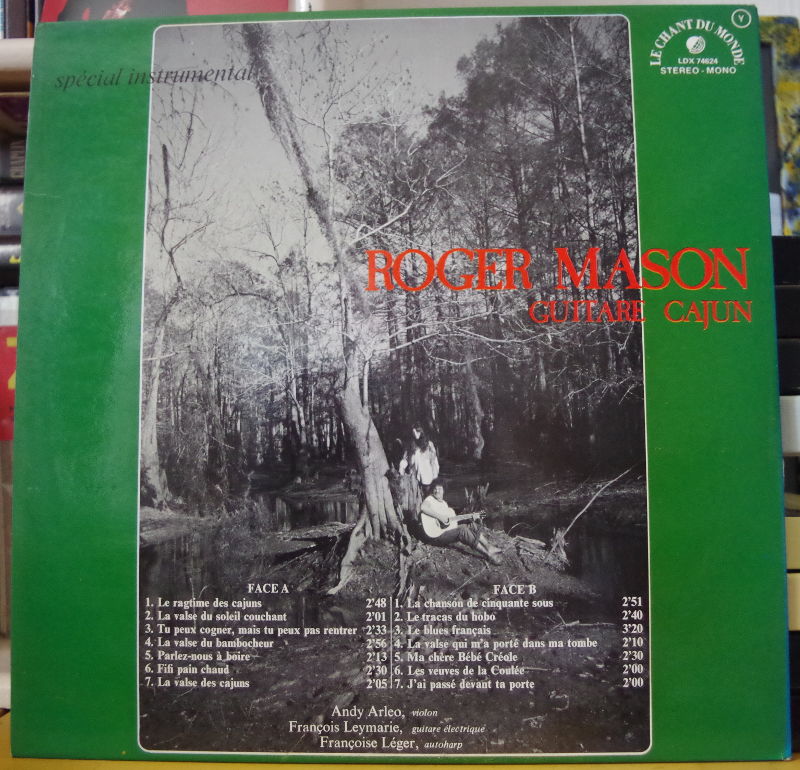 spécial instrumental
Y
LE CHANT DU MONDE
LDX 74624
STEREO - MONO
ROGER MASON
GUITARE CAJUN
FACE A
1. Le ragtime des cajuns 2'48
2. La valse du soleil couchant 2'01
3. Tu peux cogner, mais tu peux pas rentrer 2'33
4. La valse du bambocheur 2'56
5. Parlez-nous à boire 2'13
6. Fifi pain chaud 2'30
7. La valse des cajuns 2'05
FACE B
1. La chanson de cinquante sous 2'51
2. Le tracas du hobo 2'40
3. Le blues français 3'20
4. La valse qui m'a porté dans ma tombe 2'10
5. Ma chère Bébé Créole 2'30
6. Les veuves de la Coulée 2'00
7. J'ai passé devant ta porte 2'00
Andy Arleo, violon
François Leymarie, guitare électrique
Françoise Léger, autoharp